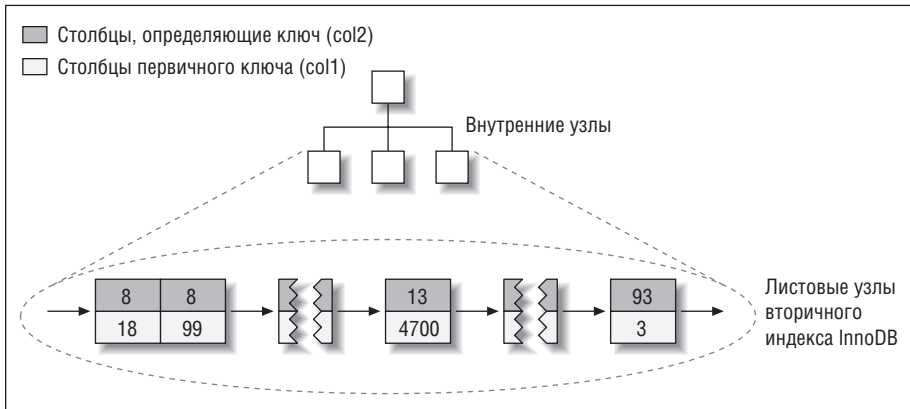 Столбцы, определяющие ключ (col2)
Столбцы первичного ключа (col1)
Внутренние узлы
8 8 13 93
18 99 4700 3
Листовые узлы
вторичного
индекса InnoDB